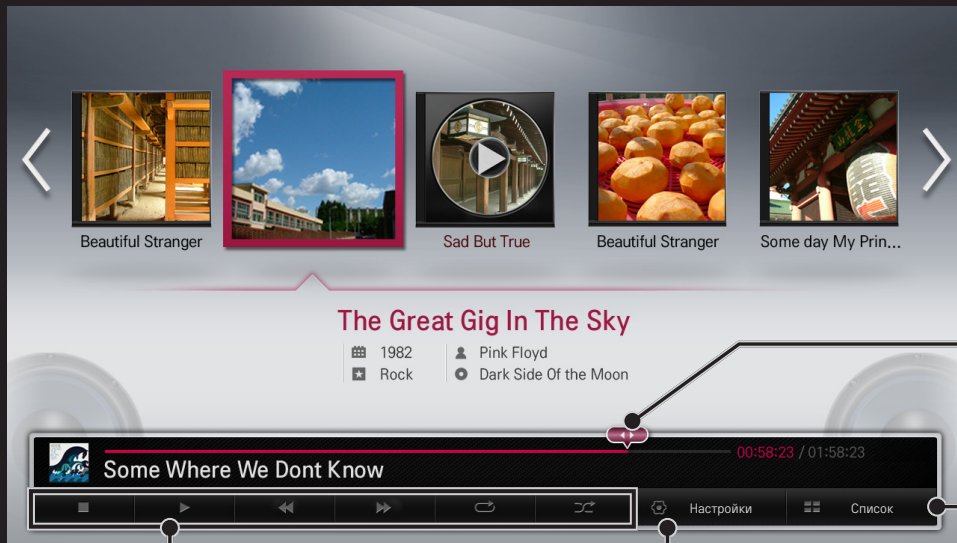 Beautiful Stranger
Sad But True
Beautiful Stranger
Some day My Prin...
The Great Gig In The Sky
1982
Pink Floyd
Rock
Dark Side Of the Moon
00:58:23 / 01:58:23
Some Where We Dont Know
Настройки
Список